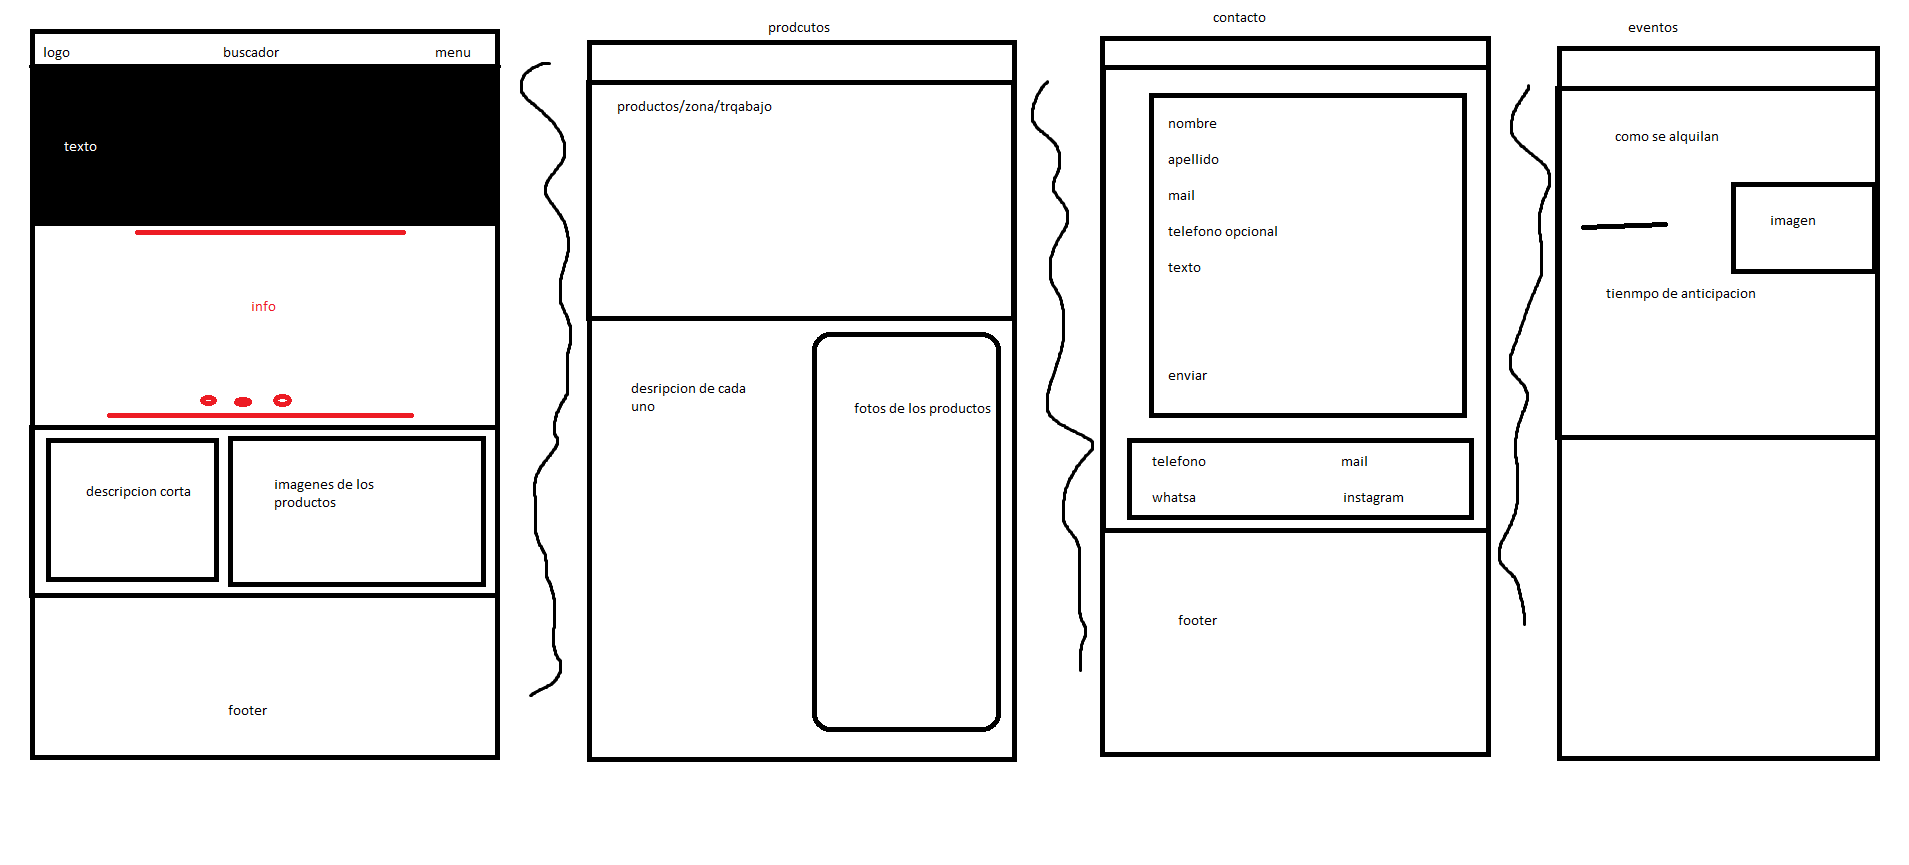 logo
buscador
menu
texto
info
descripcion corta
imagenes de los
productos
footer
prodcutos
productos/zona/trqabajo
desripcion de cada
uno
fotos de los productos
contacto
nombre
apellido
mail
telefono opcional
texto
enviar
telefono
mail
whatsa
instagram
footer
eventos
como se alquilan
imagen
tienmpo de anticipacion